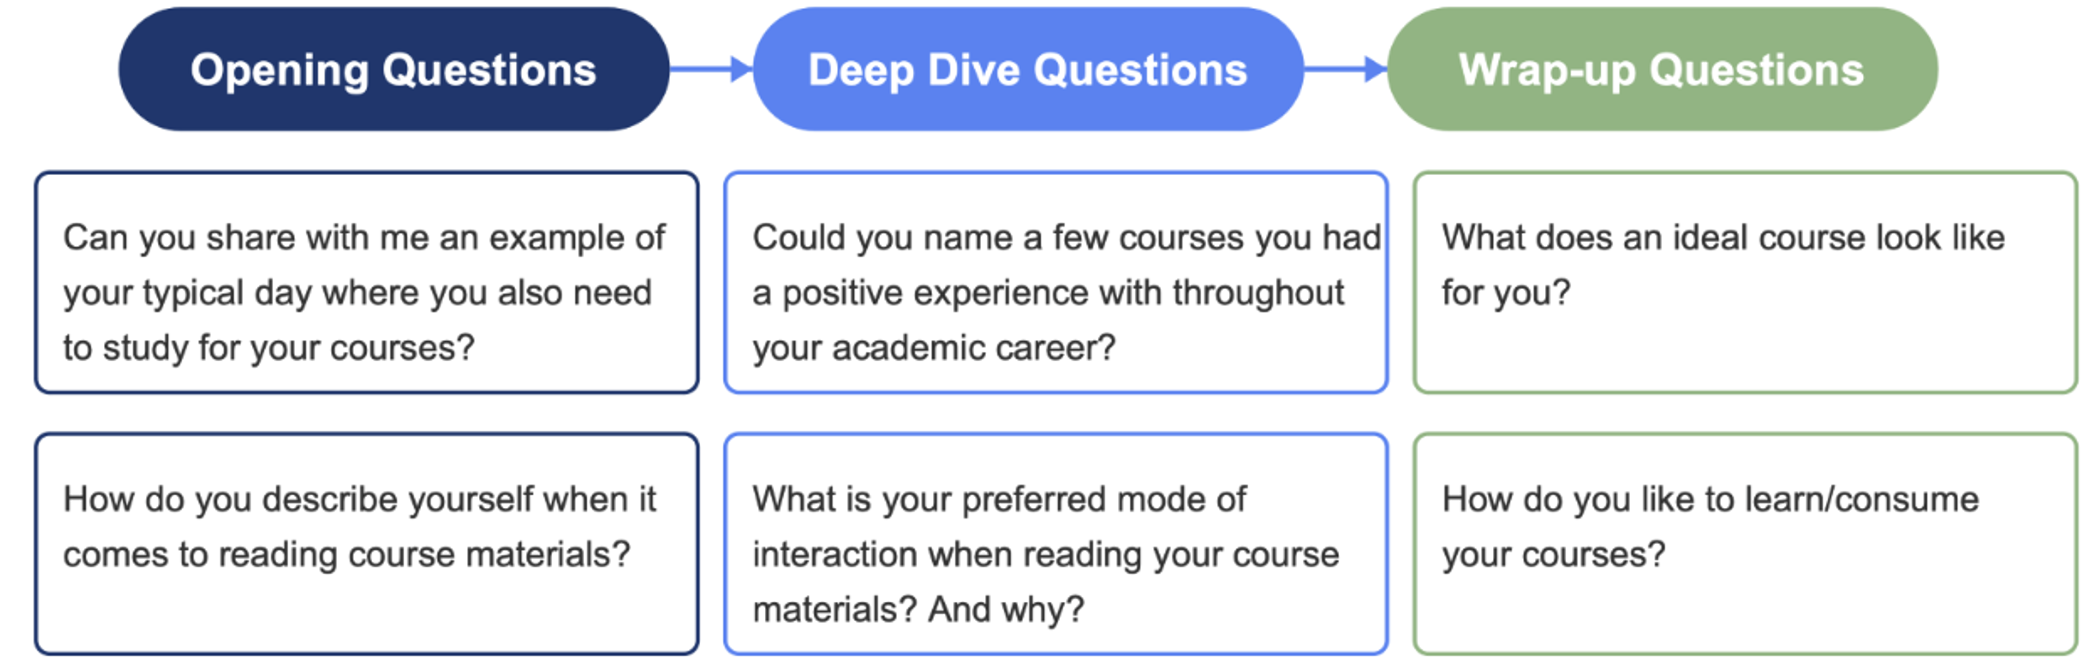 Opening Questions
Deep Dive Questions
Wrap-up Questions
Can you share with me an example of
your typical day where you also need
to study for your courses?
Could you name a few courses you had
a positive experience with throughout
your academic career?
What does an ideal course look like
for you?
How do you describe yourself when it
comes to reading course materials?
What is your preferred mode of
interaction when reading your course
materials? And why?
How do you like to learn/consume
your courses?